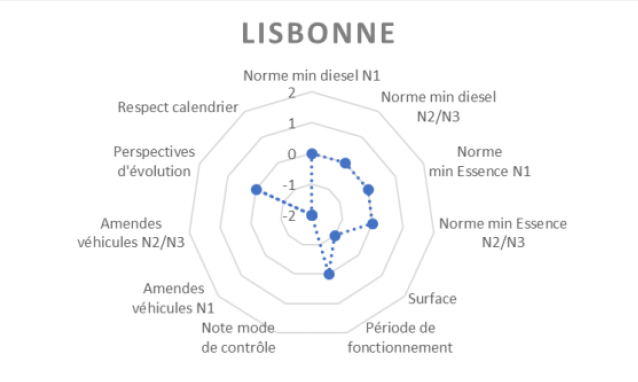 LISBONNE
Norme min diesel N1
Respect calendrier
Norme min diesel
N2/N3
2
1
0
-1
-2
Perspectives
d'évolution
Norme
min Essence N1
Amendes
véhicules N2/N3
Norme min Essence
N2/N3
Amendes
véhicules N1
Surface
Note mode
de contrôle
Période de
fonctionnement